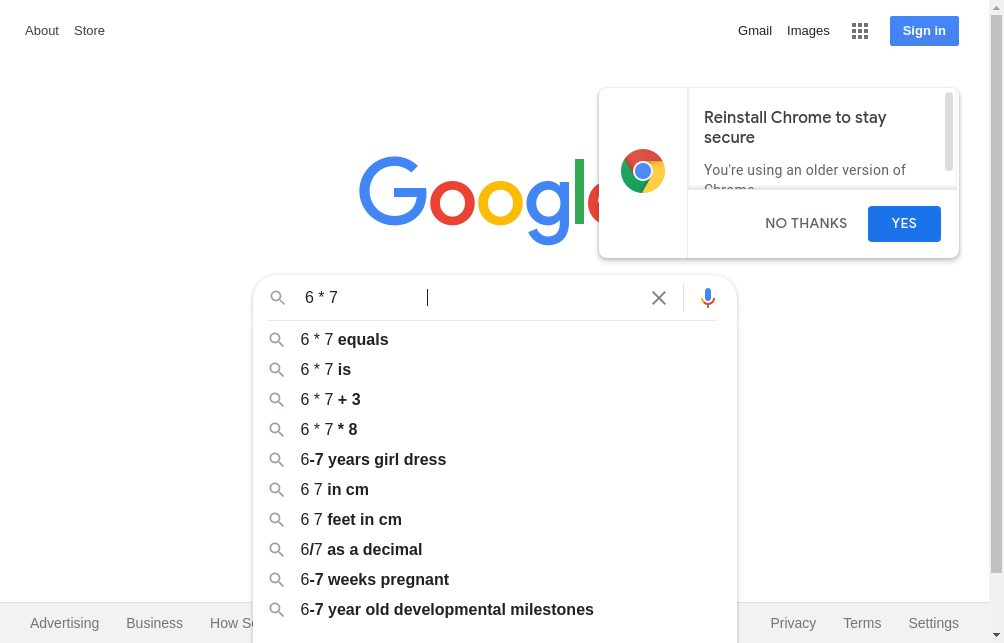 About Store
Gmail Images Sign in
Reinstall Chrome to stay
secure
You're using an older version of
Chrome
NO THANKS YES
Google
6 * 7
6 * 7 equals
6 * 7 is
6 * 7 + 3
6 * 7 * 8
6-7 years girl dress
6 7 in cm
6 7 feet in cm
6/7 as a decimal
6-7 weeks pregnant
6-7 year old developmental milestones
Advertising Business How
Privacy Terms Settings